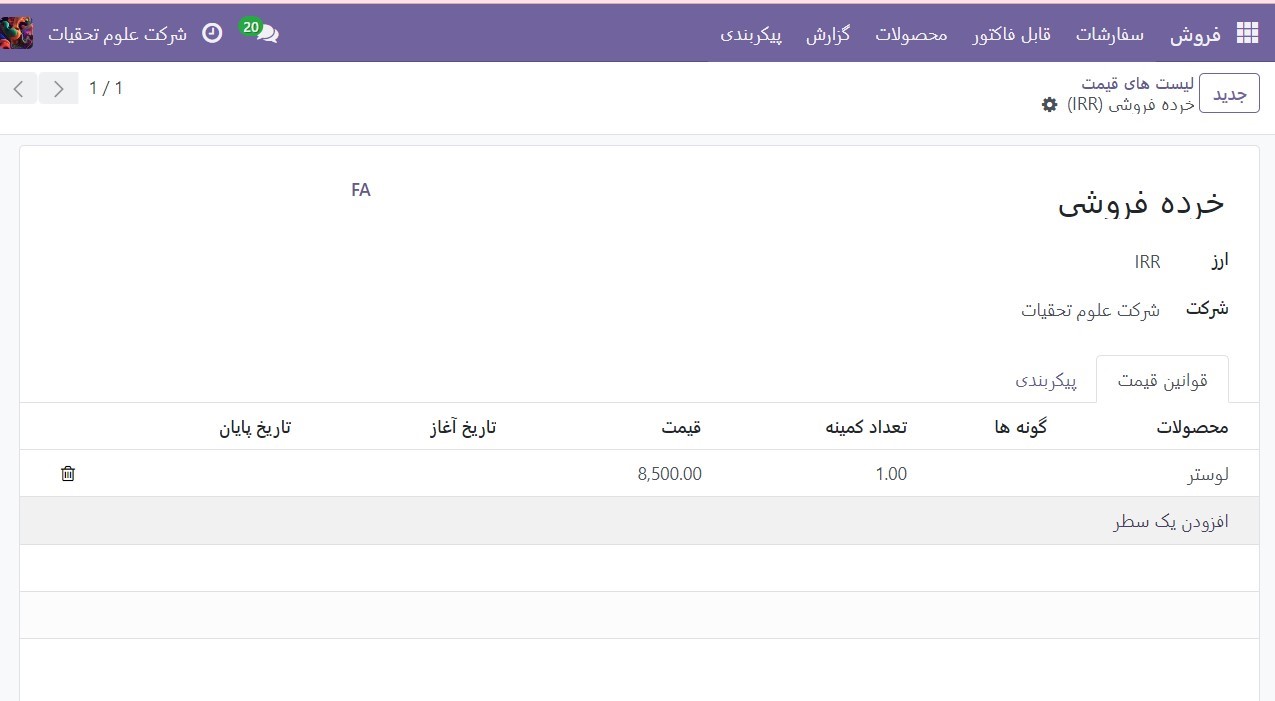 فروش سفارشات قابل فاکتور محصولات گزارش پیکربندی 20 شرکت علوم تحقیات
جدید لیست های قیمت 1 / 1
خرده فروشی (IRR)
FA
خرده فروشی
ارز IRR
شرکت شرکت علوم تحقیات
قوانین قیمت پیکربندی
محصولات گونه ها تعداد کمینه قیمت تاریخ آغاز تاریخ پایان
لوستر 1.00 8,500.00
افزودن یک سطر